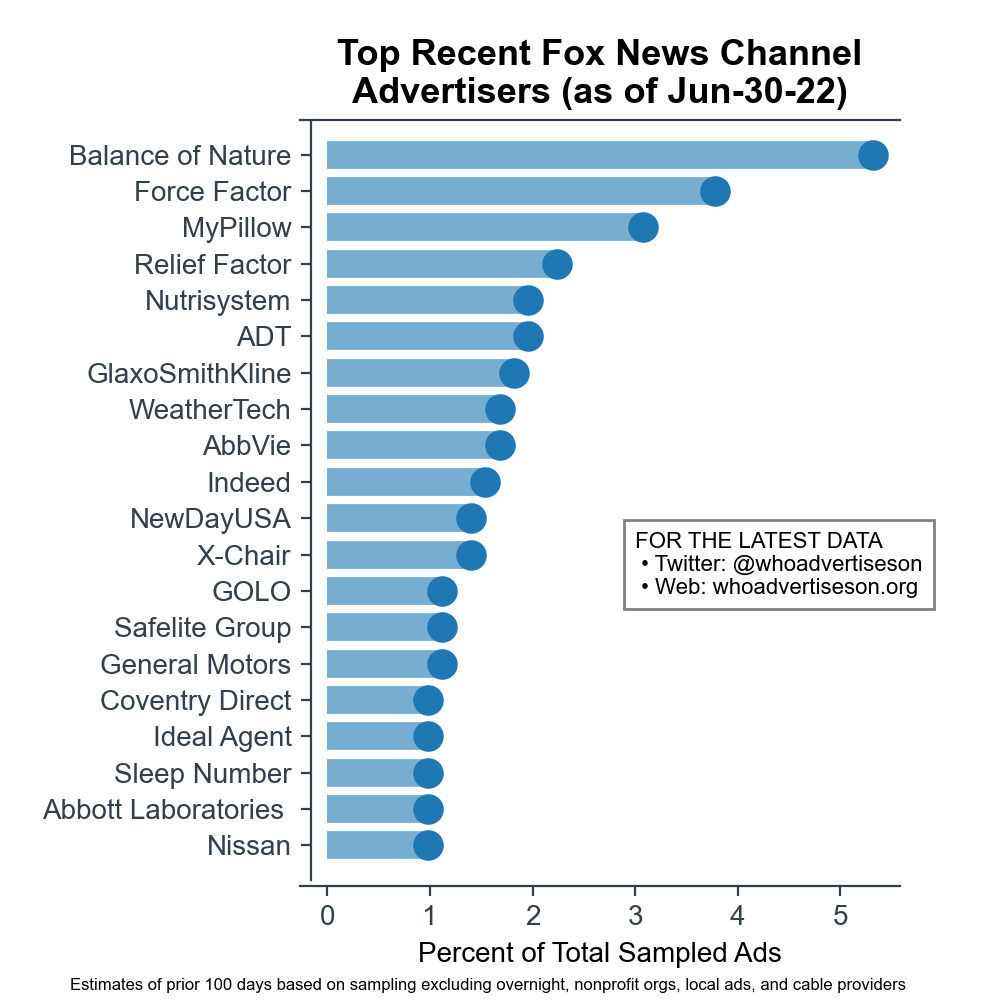 Top Recent Fox News Channel
Advertisers (as of Jun-30-22)
Balance of Nature
Force Factor
MyPillow
Relief Factor
Nutrisystem
ADT
GlaxoSmithKline
WeatherTech
AbbVie
Indeed
NewDayUSA
X-Chair
GOLO
Safelite Group
General Motors
Coventry Direct
Ideal Agent
Sleep Number
Abbott Laboratories
Nissan
FOR THE LATEST DATA
• Twitter: @whoadvertiseson
• Web: whoadvertiseson.org
0 1 2 3 4 5
Percent of Total Sampled Ads
Estimates of prior 100 days based on sampling excluding overnight, nonprofit orgs, local ads, and cable providers